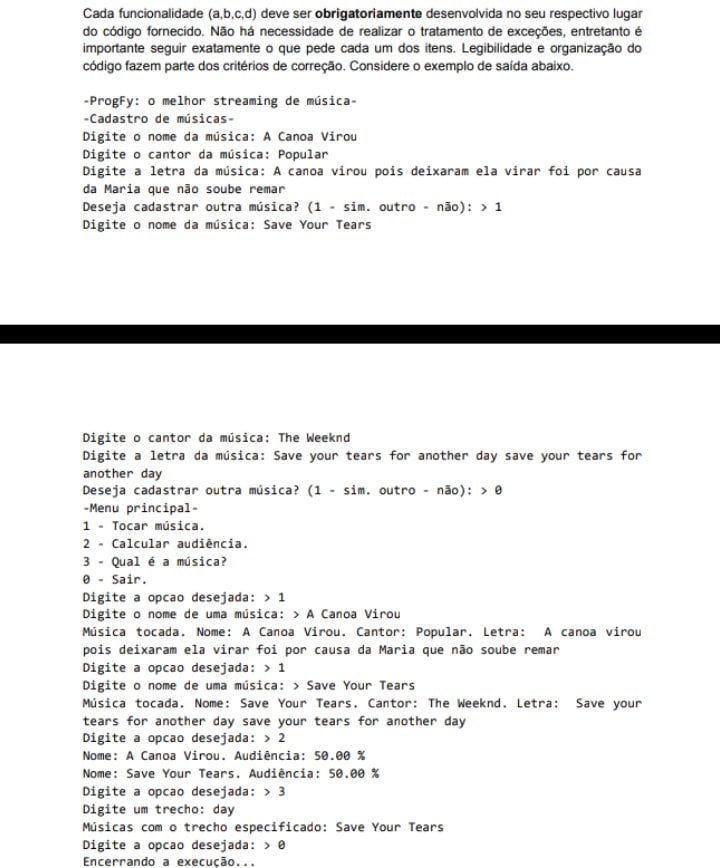 Cada funcionalidade (a,b,c,d) deve ser obrigatoriamente desenvolvida no seu respectivo lugar
do código fornecido. Não há necessidade de realizar o tratamento de exceções, entretanto é
importante seguir exatamente o que pede cada um dos itens. Legibilidade e organização do
código fazem parte dos critérios de correção. Considere o exemplo de saída abaixo.
-ProgFy: o melhor streaming de música-
-Cadastro de músicas-
Digite o nome da música: A Canoa Virou
Digite o cantor da música: Popular
Digite a letra da música: A canoa virou pois deixaram ela virar foi por causa
da Maria que não soube remar
Deseja cadastrar outra música? (1 - sim. outro - não): > 1
Digite o nome da música: Save Your Tears
Digite o cantor da música: The Weeknd
Digite a letra da música: Save your tears for another day save your tears for
another day
Deseja cadastrar outra música? (1 - sim. outro - não): > 0
-Menu principal-
1 - Tocar música.
2 - Calcular audiência.
3 - Qual é a música?
0 - Sair.
Digite a opcao desejada: > 1
Digite o nome de uma música: > A Canoa Virou
Música tocada. Nome: A Canoa Virou. Cantor: Popular. Letra: A canoa virou
pois deixaram ela virar foi por causa da Maria que não soube remar
Digite a opcao desejada: > 1
Digite o nome de uma música: > Save Your Tears
Música tocada. Nome: Save Your Tears. Cantor: The Weeknd. Letra: Save your
tears for another day save your tears for another day
Digite a opcao desejada: > 2
Nome: A Canoa Virou. Audiência: 50.00 %
Nome: Save Your Tears. Audiência: 50.00 %
Digite a opcao desejada: > 3
Digite um trecho: day
Músicas com o trecho especificado: Save Your Tears
Digite a opcao desejada: > 0
Encerrando a execução...